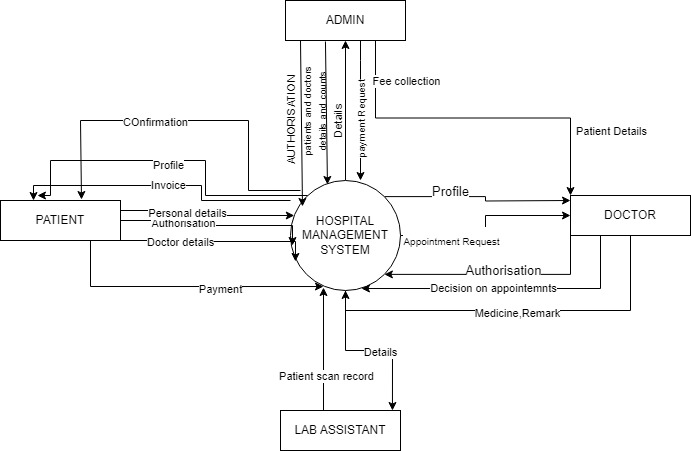 ADMIN
AUTHORISATION
patients and doctors
details and counts
Details
payment Request
Fee collection
COnfirmation
Patient Details
Profile
Invoice
Profile
PATIENT
Personal details
Authorisation
Doctor details
HOSPITAL
MANAGEMENT
SYSTEM
DOCTOR
Appointment Request
Authorisation
Payment
Decision on appointemnts
Medicine,Remark
Details
Patient scan record
LAB ASSISTANT